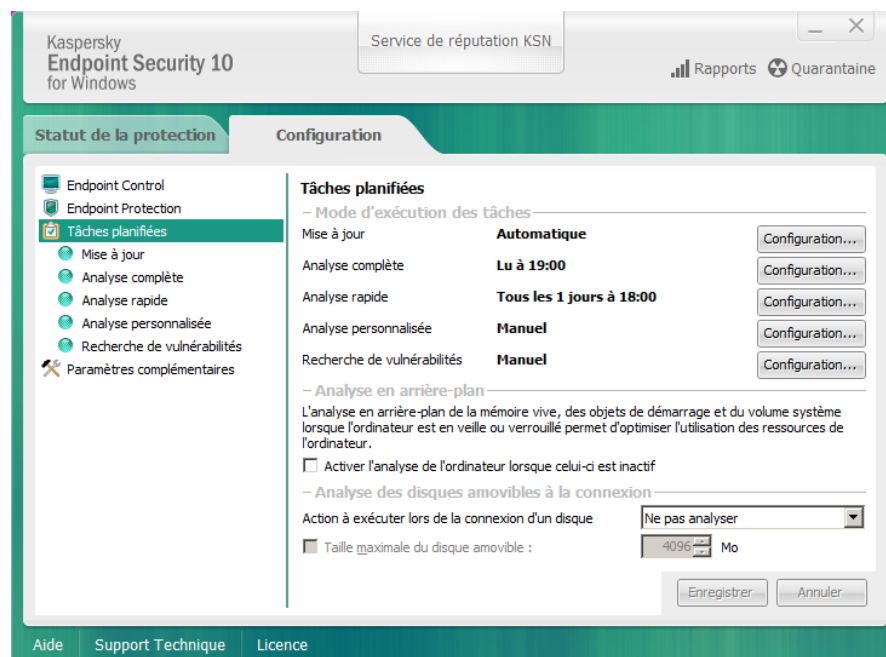 Kaspersky
Endpoint Security 10
for Windows
Service de réputation KSN
Rapports
Quarantaine
Statut de la protection
Configuration
Endpoint Control
Endpoint Protection
Tâches planifiées
Mise à jour
Analyse complète
Analyse rapide
Analyse personnalisée
Recherche de vulnérabilités
Paramètres complémentaires
Tâches planifiées
Mode d'exécution des tâches
Mise à jour Automatique Configuration...
Analyse complète Lu à 19:00 Configuration...
Analyse rapide Tous les 1 jours à 18:00 Configuration...
Analyse personnalisée Manuel Configuration...
Recherche de vulnérabilités Manuel Configuration...
Analyse en arrière-plan
L'analyse en arrière-plan de la mémoire vive, des objets de démarrage et du volume système
lorsque l'ordinateur est en veille ou verrouillé permet d'optimiser l'utilisation des ressources de
l'ordinateur.
Activer l'analyse de l'ordinateur lorsque celui-ci est inactif
Analyse des disques amovibles à la connexion
Action à exécuter lors de la connexion d'un disque Ne pas analyser
Taille maximale du disque amovible : 4096 Mo
Enregistrer Annuler
Aide Support Technique Licence